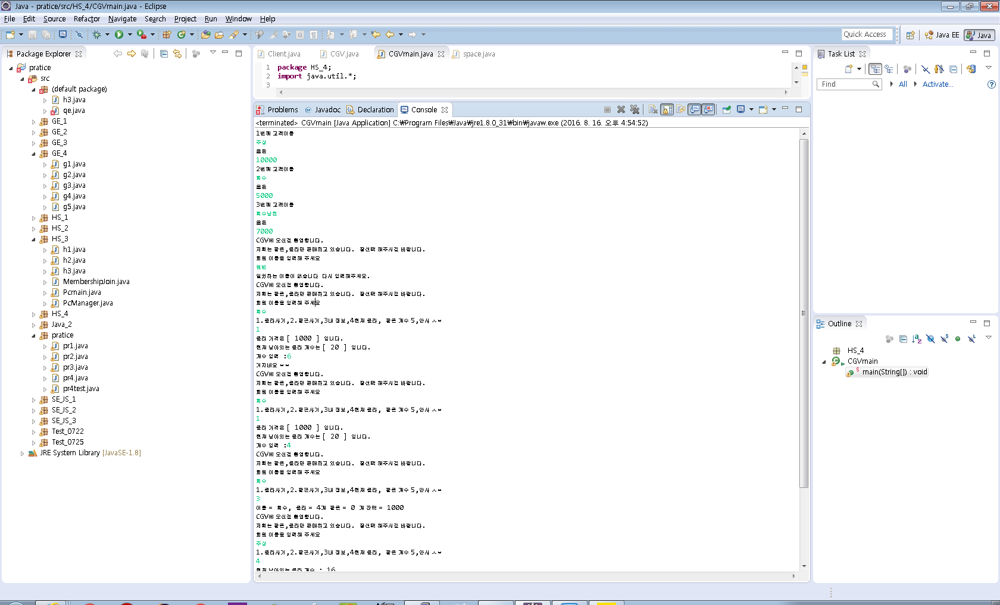 Java - pratice/src/HS_4/CGVmain.java - Eclipse
File Edit Source Refactor Navigate Search Project Run Window Help
Quick Access
Java EE
Java
Package Explorer
pratice
src
(default package)
h3.java
qe.java
GE_1
GE_2
GE_3
GE_4
g1.java
g2.java
g3.java
g4.java
g5.java
HS_1
HS_2
HS_3
h1.java
h2.java
h3.java
MembershipJoin.java
Pcmain.java
PcManager.java
HS_4
Java_2
pratice
pr1.java
pr2.java
pr3.java
pr4.java
pr4test.java
SE_JS_1
SE_JS_2
SE_JS_3
Test_0722
Test_0725
JRE System Library [JavaSE-1.8]
Client.java CGV.java CGVmain.java space.java
1 package HS_4;
2 import java.util.*;
3
Problems @ Javadoc Declaration Console
<terminated> CGVmain [Java Application] C:₩Program Files₩Java₩jre1.8.0_31₩bin₩javaw.exe (2016. 8. 16. 오후 4:54:52)
1번째 고객이름
주상
낼돈
10000
2번째 고객이름
희수
낼돈
5000
3번째 고객이름
희수남친
낼돈
7000
CGV에 오신걸 환영합니다.
저희는 팝콘,콜라만 판매하고 있습니다. 잘선택 해주시길 바랍니다.
회원 이름을 입력해 주세요
원빈
일치하는 이름이 없습니다 다시 입력해주세요.
CGV에 오신걸 환영합니다.
저희는 팝콘,콜라만 판매하고 있습니다. 잘선택 해주시길 바랍니다.
회원 이름을 입력해 주세요
희수
1.콜라사기,2.팝콘사기,3내 정보,4현재 콜라, 팝콘 개수 5,안사 ㅅㅂ
1
콜라 가격은 [ 1000 ] 입니다.
현재 남아있는 콜라 개수는 [ 20 ] 입니다.
개수 입력 :6
거지네요 ㅡㅡ
CGV에 오신걸 환영합니다.
저희는 팝콘,콜라만 판매하고 있습니다. 잘선택 해주시길 바랍니다.
회원 이름을 입력해 주세요
희수
1.콜라사기,2.팝콘사기,3내 정보,4현재 콜라, 팝콘 개수 5,안사 ㅅㅂ
1
콜라 가격은 [ 1000 ] 입니다.
현재 남아있는 콜라 개수는 [ 20 ] 입니다.
개수 입력 :4
CGV에 오신걸 환영합니다.
저희는 팝콘,콜라만 판매하고 있습니다. 잘선택 해주시길 바랍니다.
회원 이름을 입력해 주세요
희수
1.콜라사기,2.팝콘사기,3내 정보,4현재 콜라, 팝콘 개수 5,안사 ㅅㅂ
3
이름 = 희수, 콜라 = 4개 팝콘 = 0 개 잔액 = 1000
CGV에 오신걸 환영합니다.
저희는 팝콘,콜라만 판매하고 있습니다. 잘선택 해주시길 바랍니다.
회원 이름을 입력해 주세요
주상
1.콜라사기,2.팝콘사기,3내 정보,4현재 콜라, 팝콘 개수 5,안사 ㅅㅂ
4
현재 남아있는 콜라 개수 : 16
Task List
Find
All
Activate...
Outline
HS_4
CGVmain
main(String[]) : void